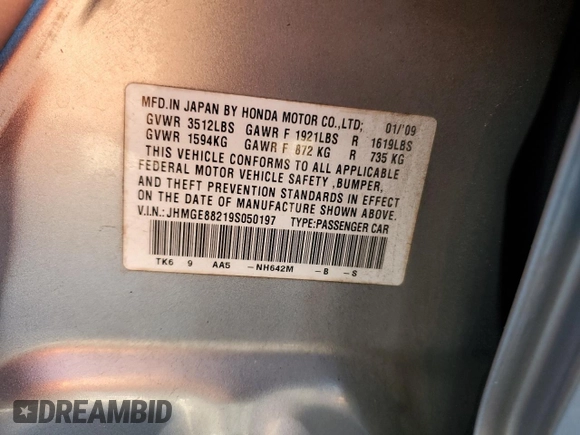 MFD.IN JAPAN BY HONDA MOTOR CO.,LTD; 01/'09
GVWR 3512LBS GAWR F 1921LBS R 1619LBS
GVWR 1594KG GAWR F 872 KG R 735 KG
THIS VEHICLE CONFORMS TO ALL APPLICABLE
FEDERAL MOTOR VEHICLE SAFETY ,BUMPER,
AND THEFT PREVENTION STANDARDS IN EFFECT
ON THE DATE OF MANUFACTURE SHOWN ABOVE.
V.I.N.:JHMGE88219S050197 TYPE:PASSENGER CAR
TK6 9 AA5 -NH642M -B -S
DREAMBID